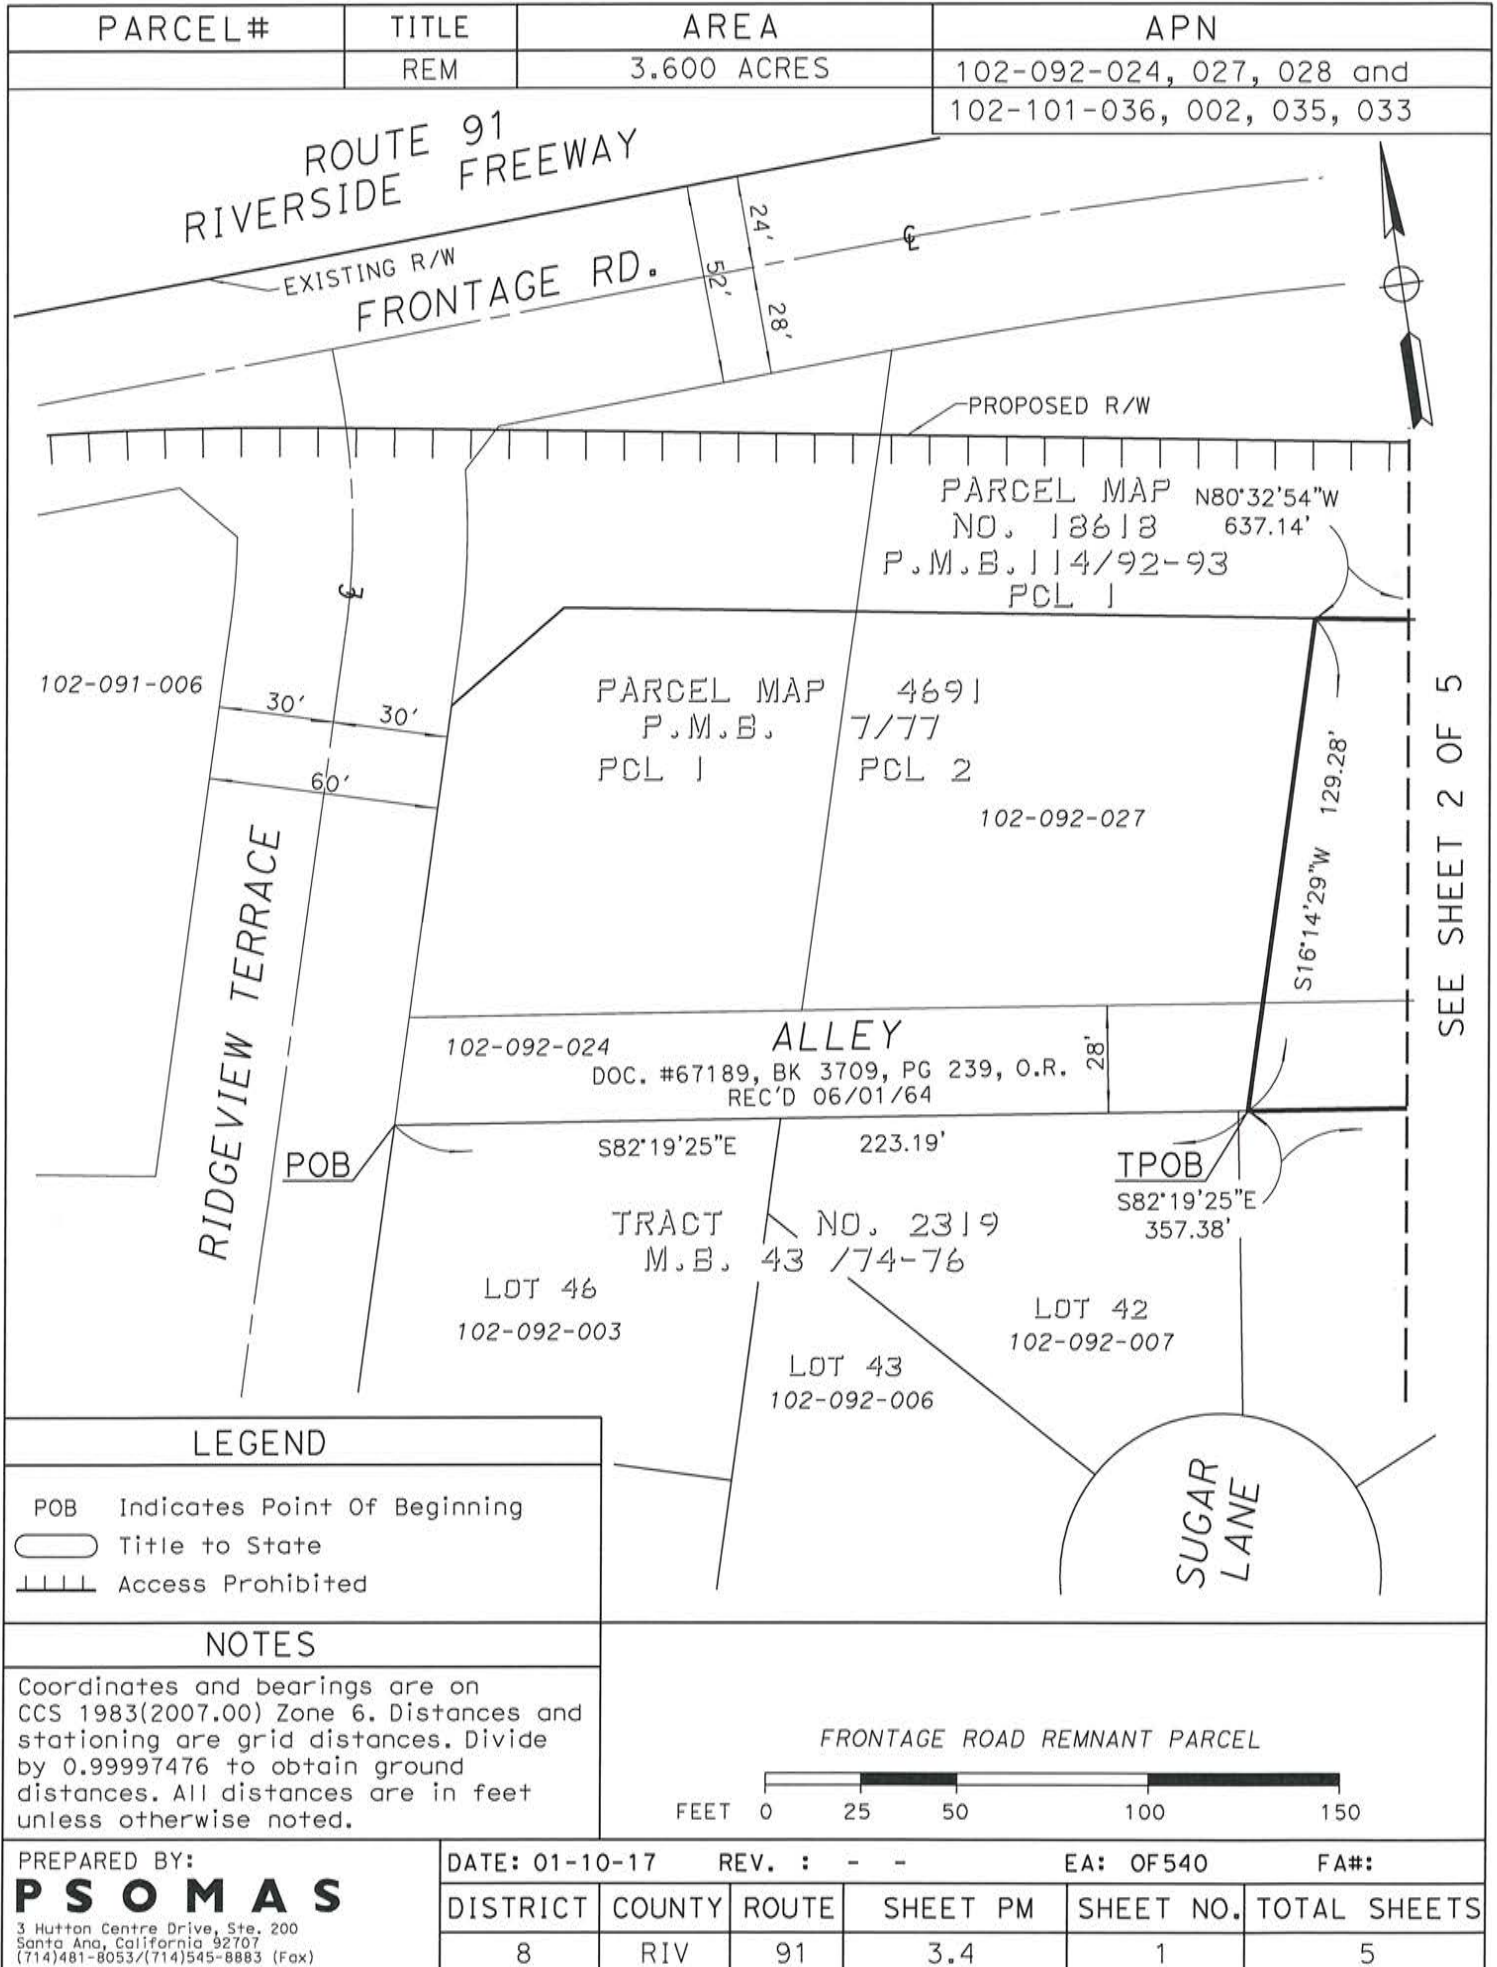 PARCEL# TITLE AREA APN
REM 3.600 ACRES 102-092-024, 027, 028 and
102-101-036, 002, 035, 033
ROUTE 91
RIVERSIDE FREEWAY
EXISTING R/W
FRONTAGE RD.
24'
52'
28'
℄
PROPOSED R/W
PARCEL MAP
NO. 18618
P.M.B.114/92-93
PCL 1
N80°32'54"W
637.14'
℄
102-091-006
30'
30'
60'
PARCEL MAP 4691
P.M.B. 7/77
PCL 1 PCL 2
102-092-027
S16°14'29"W 129.28'
SEE SHEET 2 OF 5
RIDGEVIEW TERRACE
102-092-024
ALLEY
DOC. #67189, BK 3709, PG 239, O.R.
REC'D 06/01/64
28'
POB
S82°19'25"E 223.19'
TPOB
S82°19'25"E
357.38'
TRACT NO. 2319
M.B. 43 /74-76
LOT 46
102-092-003
LOT 42
102-092-007
LOT 43
102-092-006
SUGAR
LANE
LEGEND
POB Indicates Point Of Beginning
Title to State
Access Prohibited
NOTES
Coordinates and bearings are on
CCS 1983(2007.00) Zone 6. Distances and
stationing are grid distances. Divide
by 0.99997476 to obtain ground
distances. All distances are in feet
unless otherwise noted.
FRONTAGE ROAD REMNANT PARCEL
FEET 0 25 50 100 150
PREPARED BY:
PSOMAS
3 Hutton Centre Drive, Ste. 200
Santa Ana, California 92707
(714)481-8053/(714)545-8883 (Fax)
DATE: 01-10-17 REV. : - - EA: 0F540 FA#:
DISTRICT COUNTY ROUTE SHEET PM SHEET NO. TOTAL SHEETS
8 RIV 91 3.4 1 5